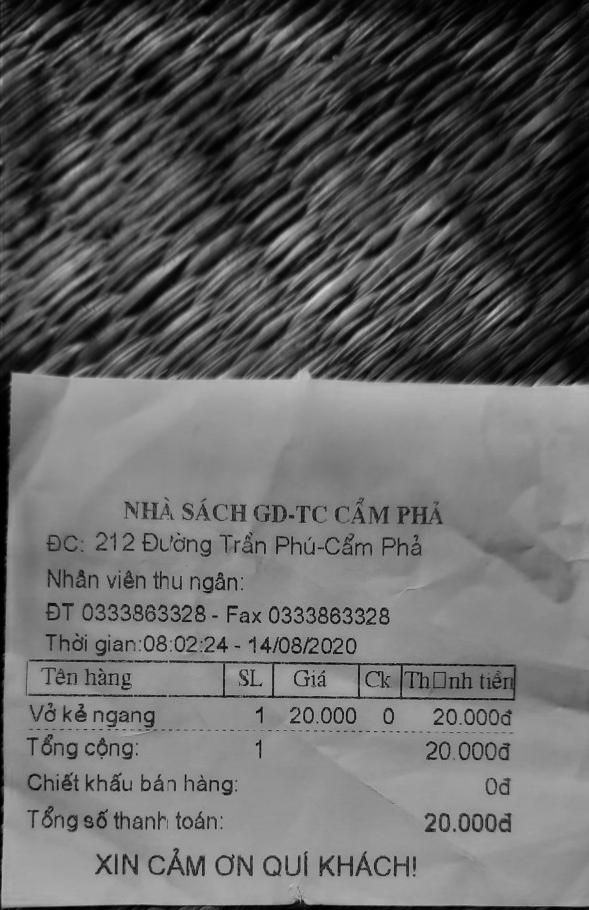 NHÀ SÁCH GD-TC CẨM PHẢ
ĐC: 212 Đường Trần Phú-Cẩm Phả
Nhân viên thu ngân:
ĐT 0333863328 - Fax 0333863328
Thời gian:08:02:24 - 14/08/2020
Tên hàng SL Giá Ck Th□nh tiền
Vở kẻ ngang 1 20.000 0 20.000đ
Tổng cộng: 1 20.000đ
Chiết khấu bán hàng: 0đ
Tổng số thanh toán: 20.000đ
XIN CẢM ƠN QUÍ KHÁCH!